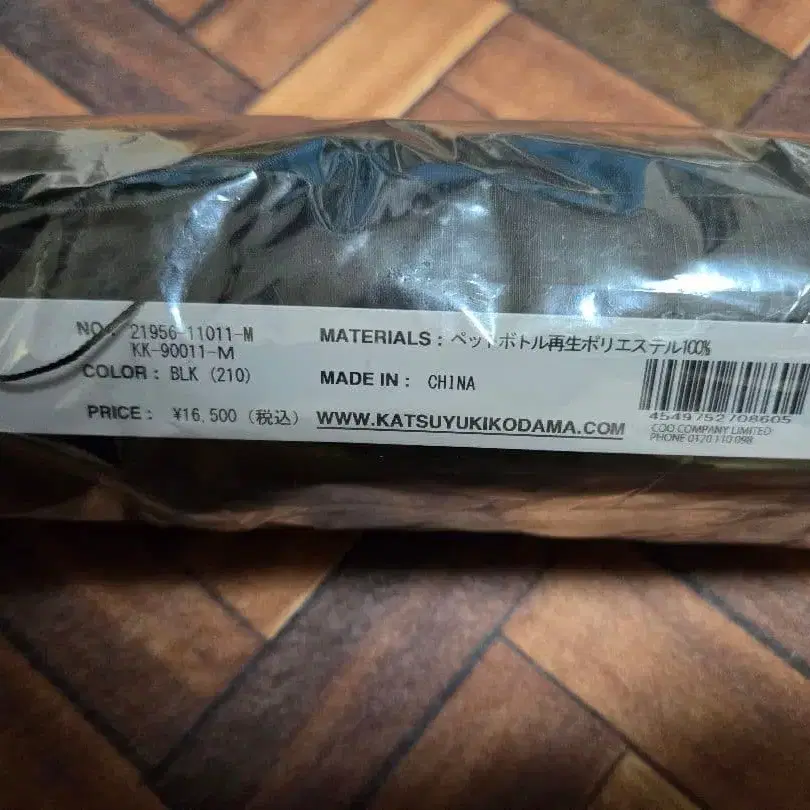 NO.: 21956-11011-M
KK-90011-M
COLOR : BLK (210)
PRICE : ¥16,500 (税込)
MATERIALS : ペットボトル再生ポリエステル100%
MADE IN : CHINA
WWW.KATSUYUKIKODAMA.COM
4549752708605
COO COMPANY LIMITED
PHONE 0120 110 098